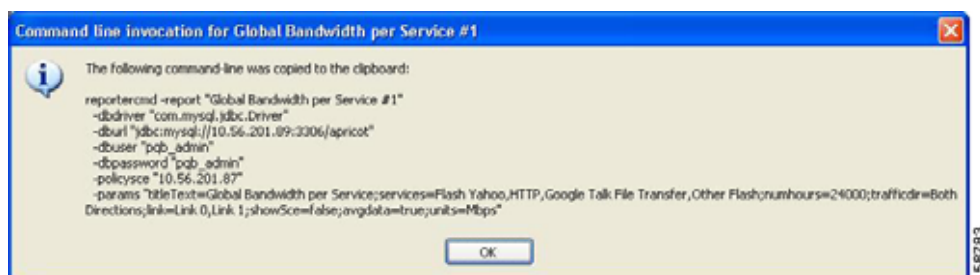 Command line invocation for Global Bandwidth per Service #1
The following command-line was copied to the clipboard:
reportercmd -report "Global Bandwidth per Service #1"
-dbdriver "com.mysql.jdbc.Driver"
-dburl "jdbc:mysql://10.56.201.89:3306/apricot"
-dbuser "pqb_admin"
-dbpassword "pqb_admin"
-policysce "10.56.201.87"
-params "titleText=Global Bandwidth per Service;services=Flash Yahoo,HTTP,Google Talk File Transfer,Other Flash;numhours=24000;trafficdir=Both
Directions;link=Link 0,Link 1;showSce=false;avgdata=true;units=Mbps"
OK